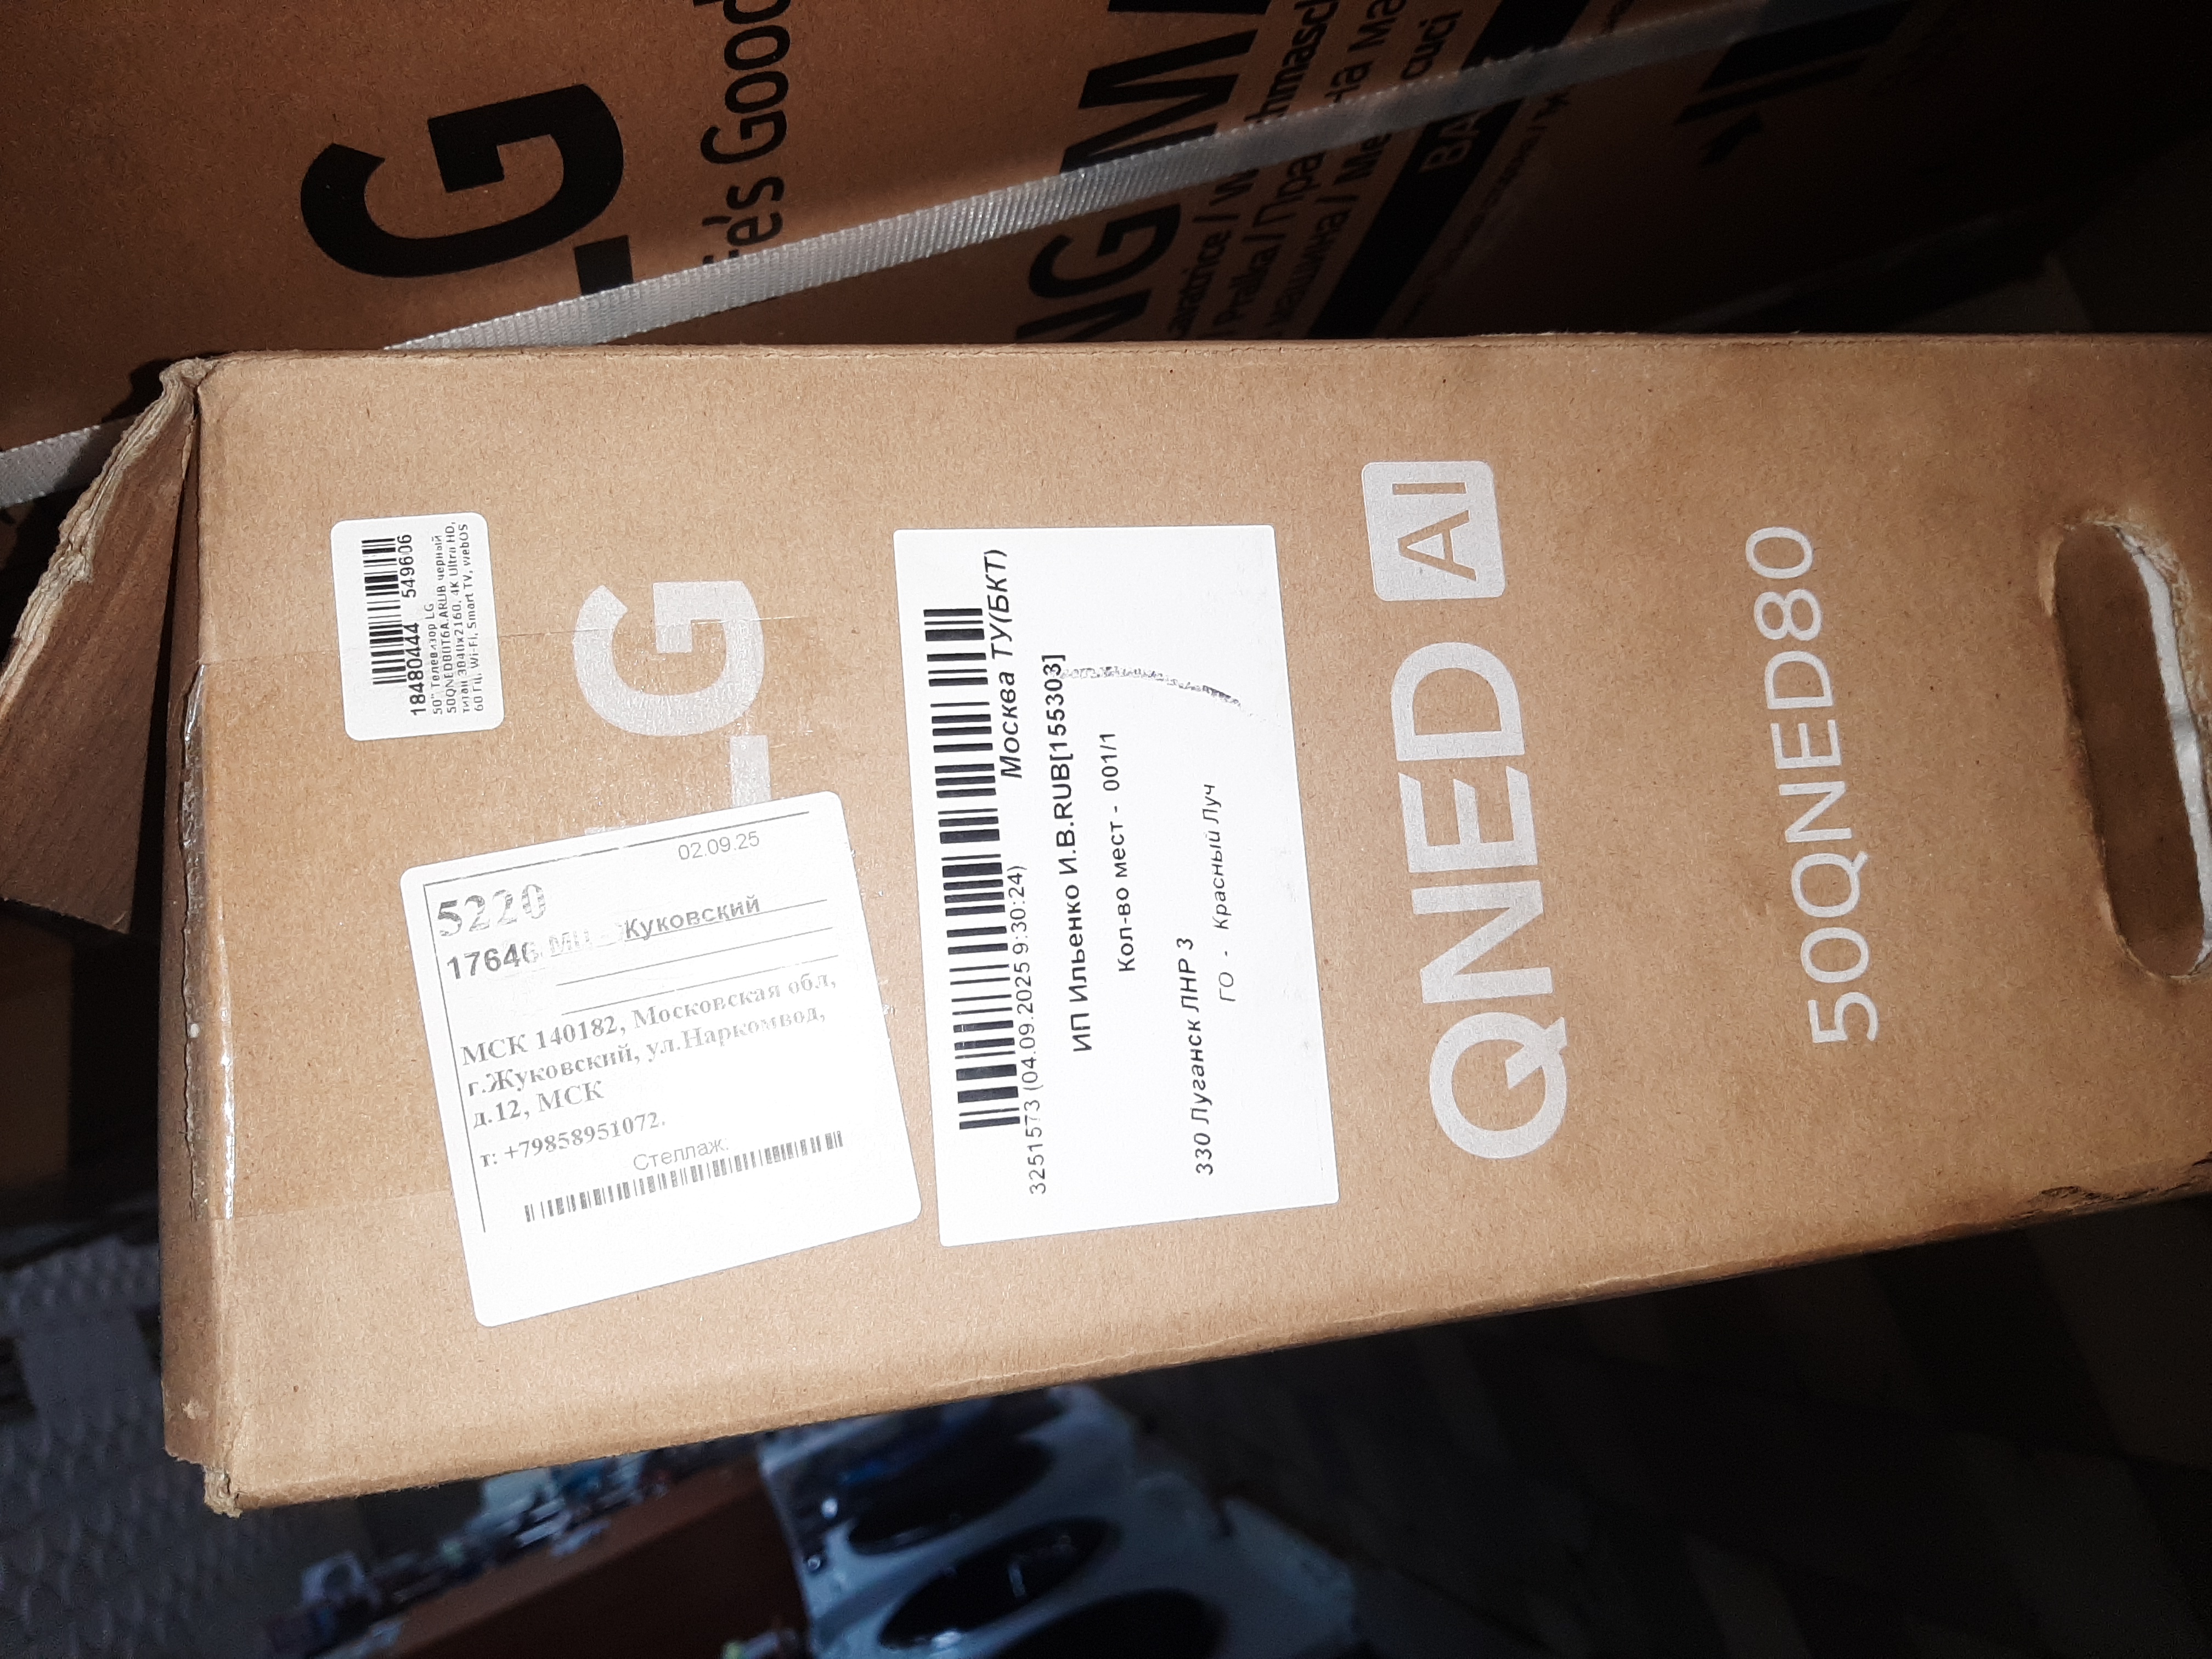 LG
Life's Good
18480444 549606
50" Телевизор LG
50QNED80T6A.ARUB черный
титан 3840x2160, 4K Ultra HD,
60 Гц, Wi-Fi, Smart TV, webOS
LG
02.09.25
5220
17646 Жуковский
МСК 140182, Московская обл,
г.Жуковский, ул.Наркомвод,
д.12, МСК
т: +79858951072.
Стеллаж:
Москва ТУ(БКТ)
3251573 (04.09.2025 9:30:24)
ИП Ильенко И.В.RUB[155303]
Кол-во мест - 001/1
330 Луганск ЛНР 3
ГО - Красный Луч
QNED AI
50QNED80